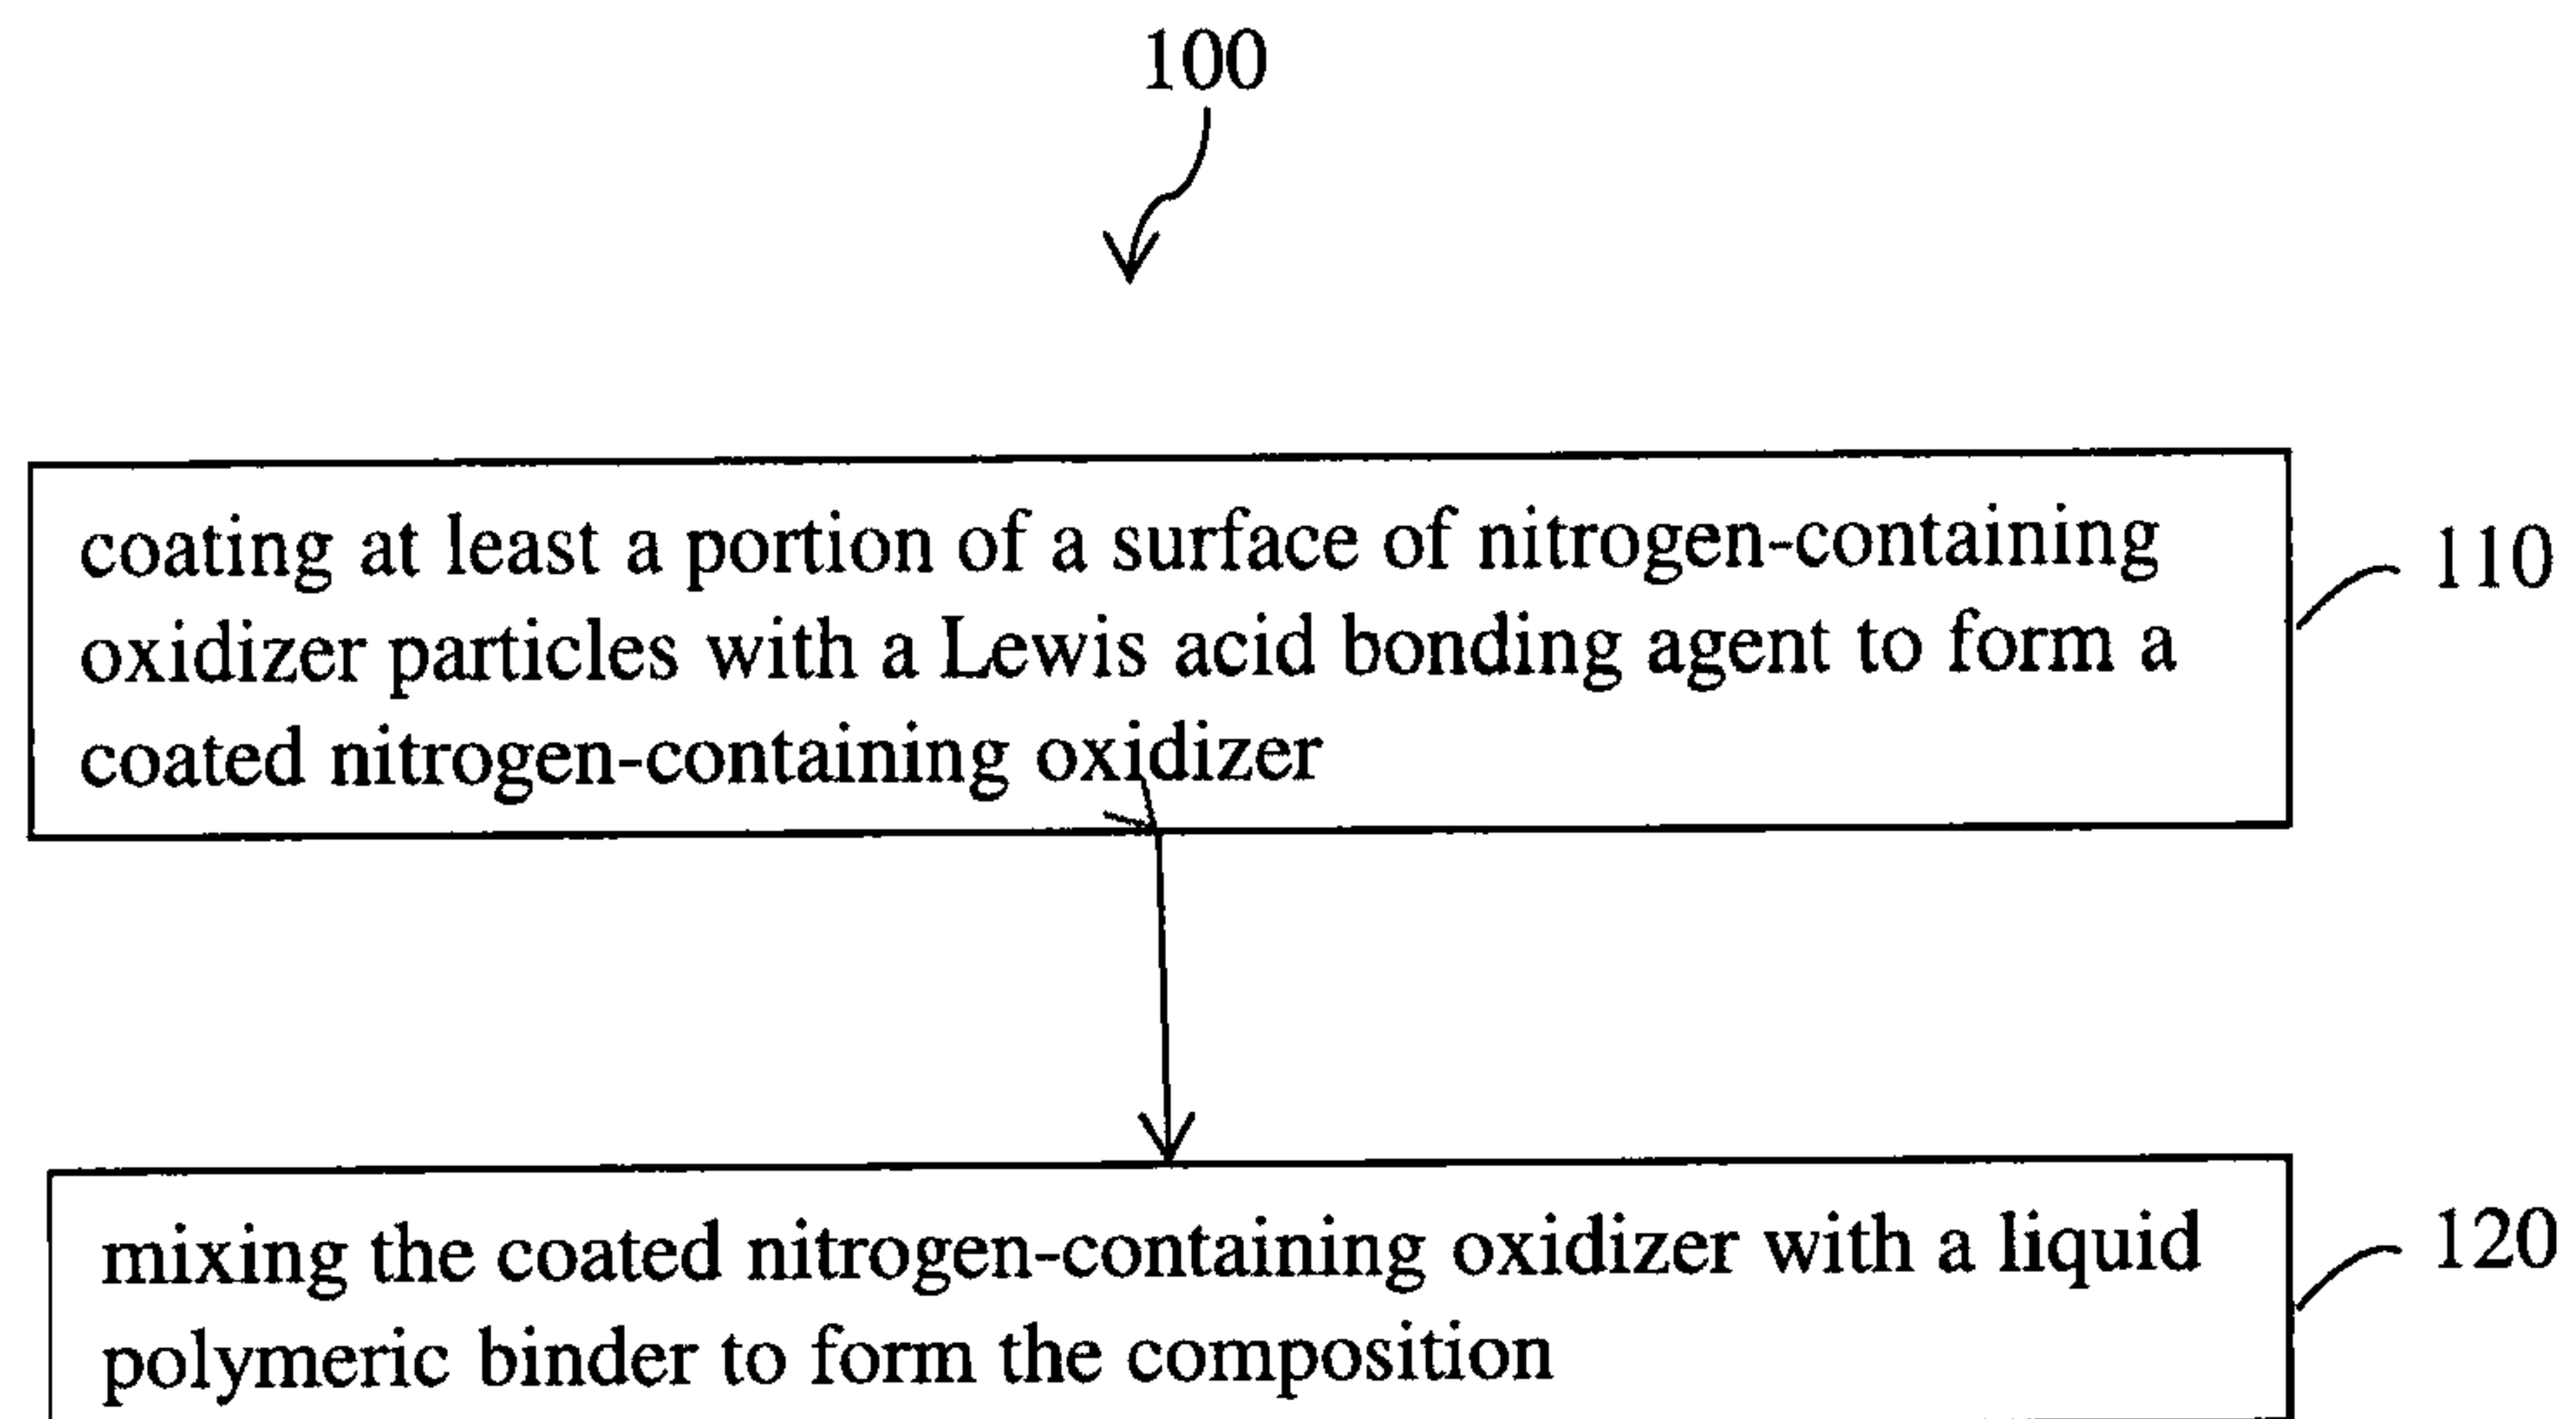 100
coating at least a portion of a surface of nitrogen-containing
oxidizer particles with a Lewis acid bonding agent to form a
coated nitrogen-containing oxidizer
110
mixing the coated nitrogen-containing oxidizer with a liquid
polymeric binder to form the composition
120